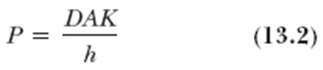 P = DAK / h (13.2)